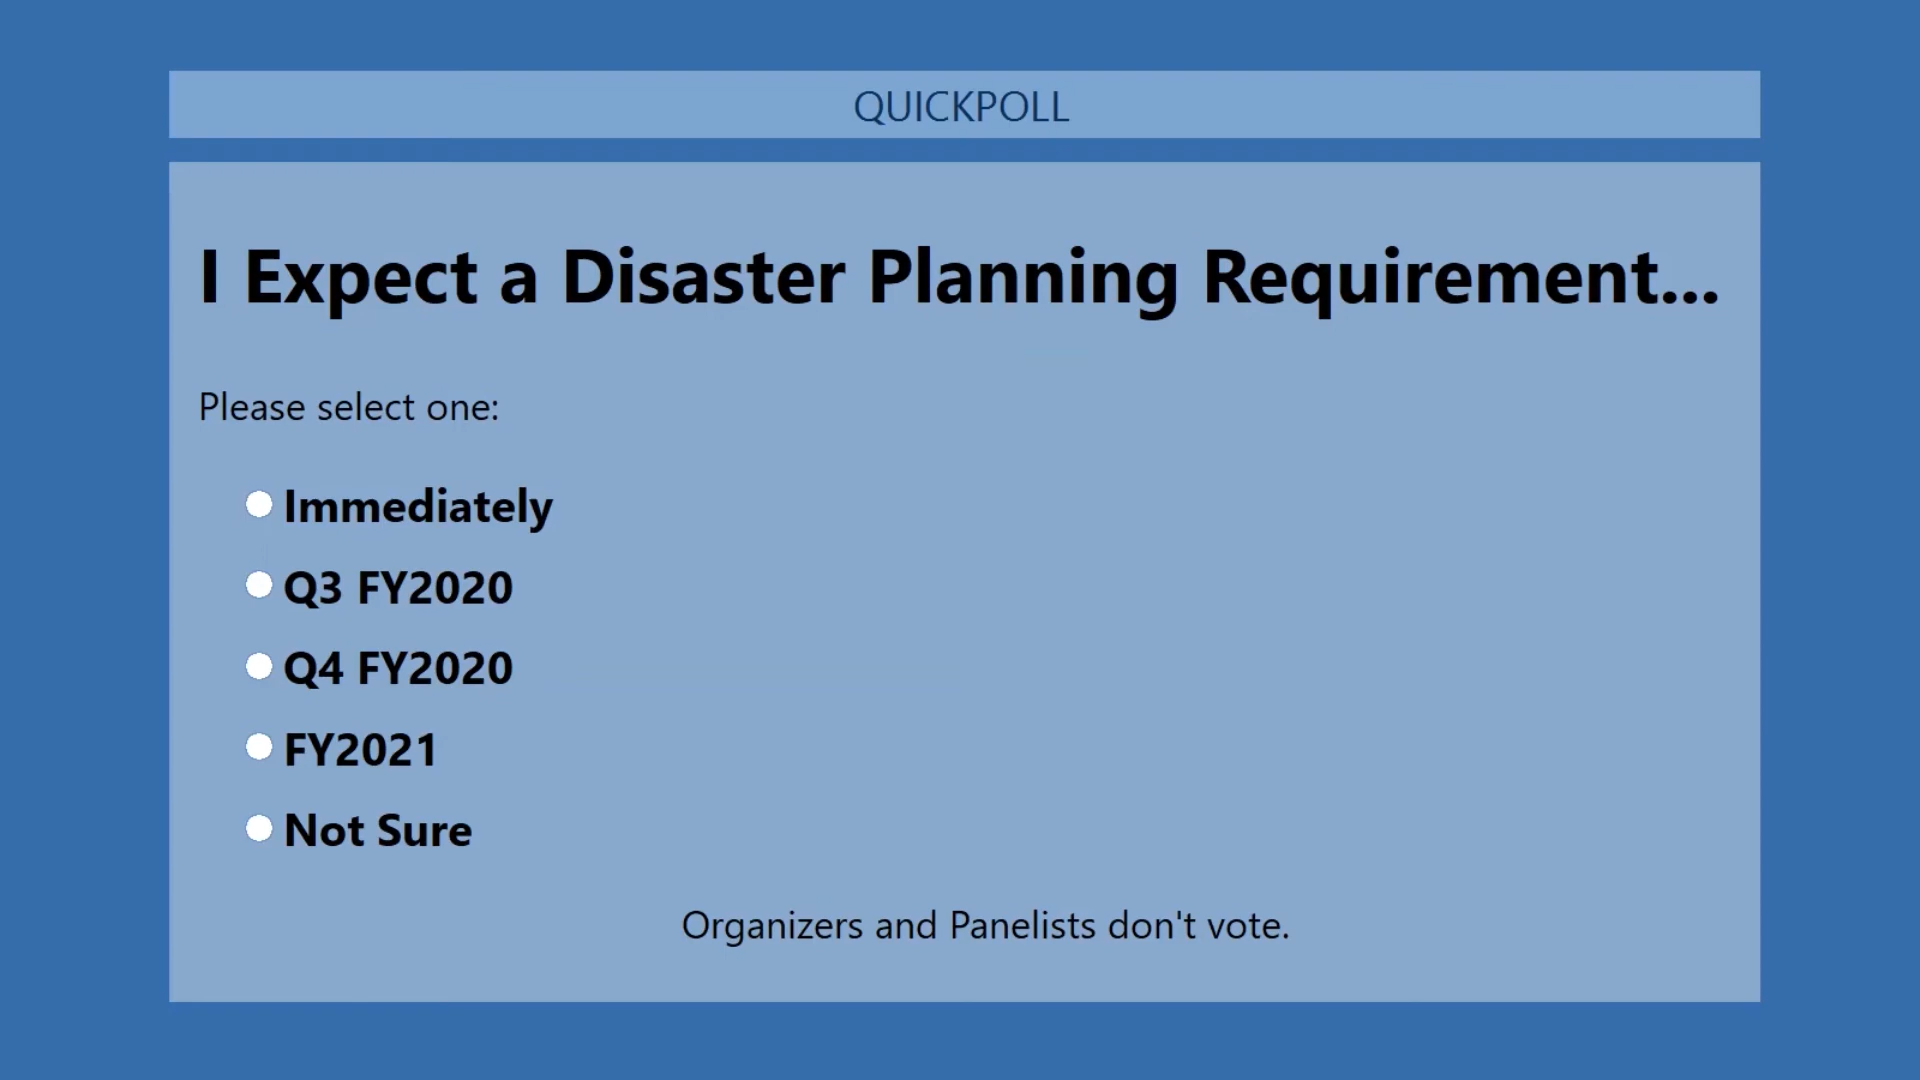 QUICKPOLL
I Expect a Disaster Planning Requirement...
Please select one:
Immediately
Q3 FY2020
Q4 FY2020
FY2021
Not Sure
Organizers and Panelists don't vote.